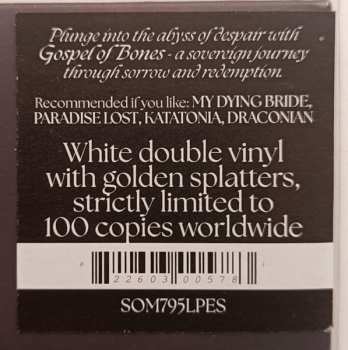 Plunge into the abyss of despair with
Gospel of Bones - a sovereign journey
through sorrow and redemption.
Recommended if you like: MY DYING BRIDE,
PARADISE LOST, KATATONIA, DRACONIAN
White double vinyl
with golden splatters,
strictly limited to
100 copies worldwide
22603 00578
SOM795LPES